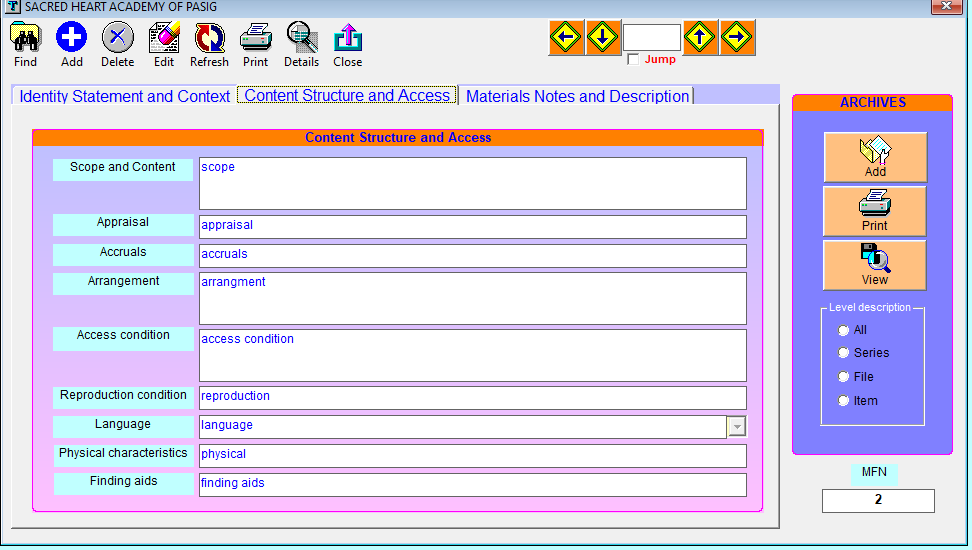 SACRED HEART ACADEMY OF PASIG
Find Add Delete Edit Refresh Print Details Close
Jump
Identity Statement and Context Content Structure and Access Materials Notes and Description
Content Structure and Access
Scope and Content scope
Appraisal appraisal
Accruals accruals
Arrangement arrangment
Access condition access condition
Reproduction condition reproduction
Language language
Physical characteristics physical
Finding aids finding aids
ARCHIVES
Add
Print
View
Level description
All
Series
File
Item
MFN
2